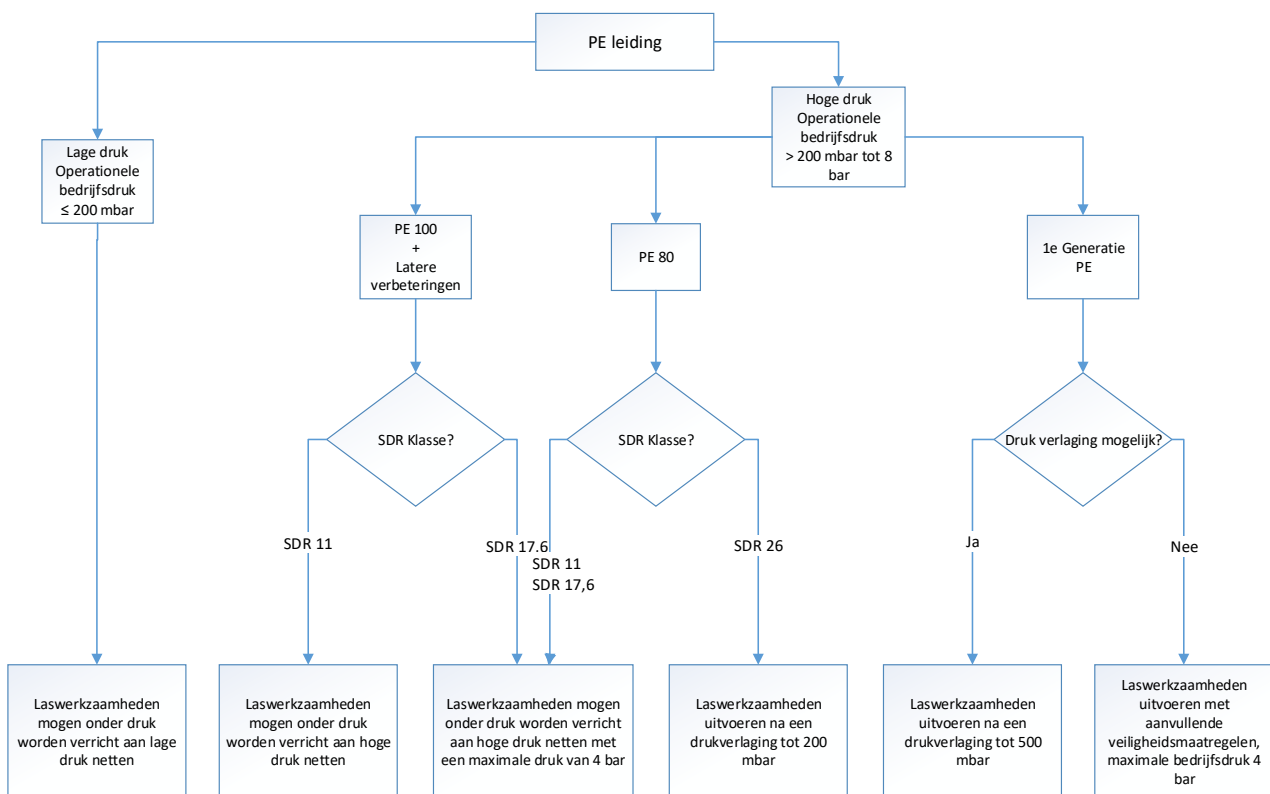 PE leiding
Hoge druk
Operationele
bedrijfsdruk
> 200 mbar tot 8
bar
Lage druk
Operationele
bedrijfsdruk
≤ 200 mbar
PE 100
+
Latere
verbeteringen
PE 80
1e Generatie
PE
SDR Klasse?
SDR Klasse?
Druk verlaging mogelijk?
SDR 11
SDR 17.6
SDR 11
SDR 17,6
SDR 26
Ja
Nee
Laswerkzaamheden
mogen onder druk
worden verricht aan lage
druk netten
Laswerkzaamheden
mogen onder druk
worden verricht aan hoge
druk netten
Laswerkzaamheden mogen
onder druk worden verricht
aan hoge druk netten met
een maximale druk van 4 bar
Laswerkzaamheden
uitvoeren na een
drukverlaging tot 200
mbar
Laswerkzaamheden
uitvoeren na een
drukverlaging tot 500
mbar
Laswerkzaamheden
uitvoeren met
aanvullende
veiligheidsmaatregelen,
maximale bedrijfsdruk 4
bar